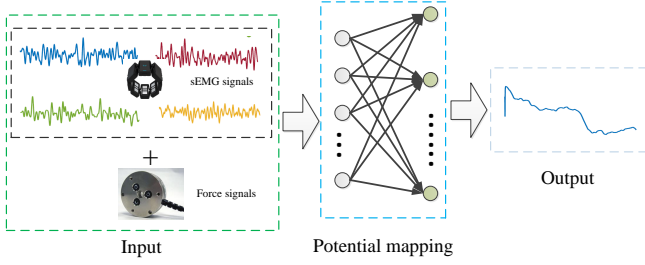 sEMG signals
+
Force signals
Input
Potential mapping
Output